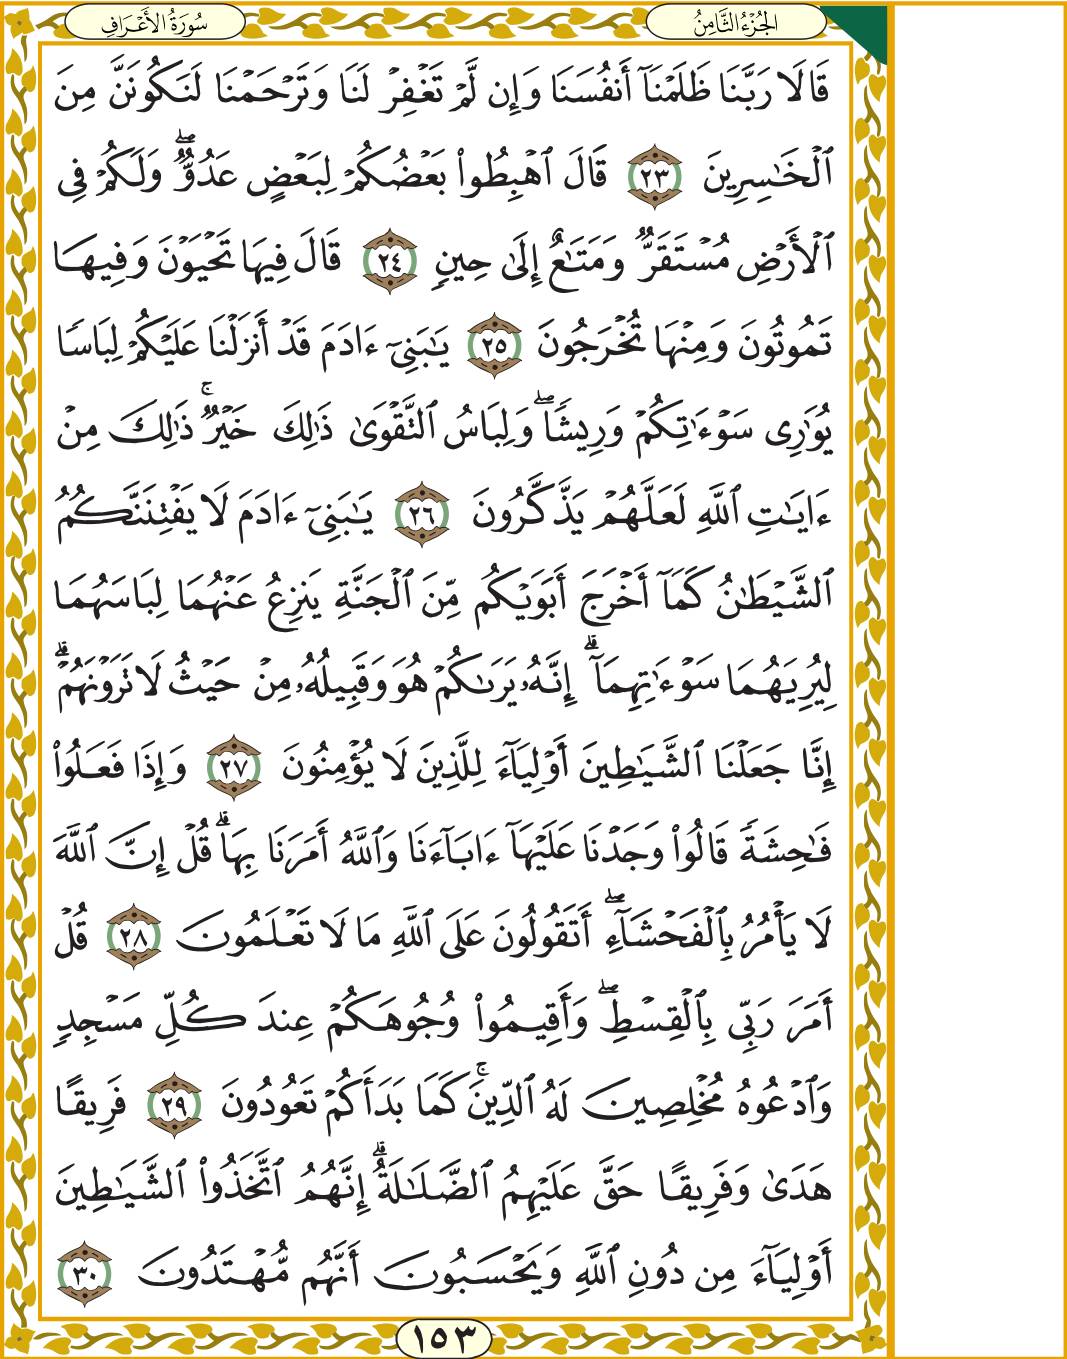 الجُزْءُ الثَّامِنُ
سُورَةُ الأَعْرَافِ
قَالَا رَبَّنَا ظَلَمْنَآ أَنفُسَنَا وَإِن لَّمْ تَغْفِرْ لَنَا وَتَرْحَمْنَا لَنَكُونَنَّ مِنَ
ٱلْخَـٰسِرِينَ ٢٣ قَالَ ٱهْبِطُوا۟ بَعْضُكُمْ لِبَعْضٍ عَدُوٌّ ۖ وَلَكُمْ فِى
ٱلْأَرْضِ مُسْتَقَرٌّ وَمَتَـٰعٌ إِلَىٰ حِينٍ ٢٤ قَالَ فِيهَا تَحْيَوْنَ وَفِيهَا
تَمُوتُونَ وَمِنْهَا تُخْرَجُونَ ٢٥ يَـٰبَنِىٓ ءَادَمَ قَدْ أَنزَلْنَا عَلَيْكُمْ لِبَاسًا
يُوَٰرِى سَوْءَٰتِكُمْ وَرِيشًا ۖ وَلِبَاسُ ٱلتَّقْوَىٰ ذَٰلِكَ خَيْرٌ ۚ ذَٰلِكَ مِنْ
ءَايَـٰتِ ٱللَّهِ لَعَلَّهُمْ يَذَّكَّرُونَ ٢٦ يَـٰبَنِىٓ ءَادَمَ لَا يَفْتِنَنَّكُمُ
ٱلشَّيْطَـٰنُ كَمَآ أَخْرَجَ أَبَوَيْكُم مِّنَ ٱلْجَنَّةِ يَنزِعُ عَنْهُمَا لِبَاسَهُمَا
لِيُرِيَهُمَا سَوْءَٰتِهِمَآ ۗ إِنَّهُۥ يَرَىٰكُمْ هُوَ وَقَبِيلُهُۥ مِنْ حَيْثُ لَا تَرَوْنَهُمْ ۗ
إِنَّا جَعَلْنَا ٱلشَّيَـٰطِينَ أَوْلِيَآءَ لِلَّذِينَ لَا يُؤْمِنُونَ ٢٧ وَإِذَا فَعَلُوا۟
فَـٰحِشَةً قَالُوا۟ وَجَدْنَا عَلَيْهَآ ءَابَآءَنَا وَٱللَّهُ أَمَرَنَا بِهَا ۗ قُلْ إِنَّ ٱللَّهَ
لَا يَأْمُرُ بِٱلْفَحْشَآءِ ۖ أَتَقُولُونَ عَلَى ٱللَّهِ مَا لَا تَعْلَمُونَ ٢٨ قُلْ
أَمَرَ رَبِّى بِٱلْقِسْطِ ۖ وَأَقِيمُوا۟ وُجُوهَكُمْ عِندَ كُلِّ مَسْجِدٍ
وَٱدْعُوهُ مُخْلِصِينَ لَهُ ٱلدِّينَ ۚ كَمَا بَدَأَكُمْ تَعُودُونَ ٢٩ فَرِيقًا
هَدَىٰ وَفَرِيقًا حَقَّ عَلَيْهِمُ ٱلضَّلَـٰلَةُ ۗ إِنَّهُمُ ٱتَّخَذُوا۟ ٱلشَّيَـٰطِينَ
أَوْلِيَآءَ مِن دُونِ ٱللَّهِ وَيَحْسَبُونَ أَنَّهُم مُّهْتَدُونَ ٣٠
١٥٣